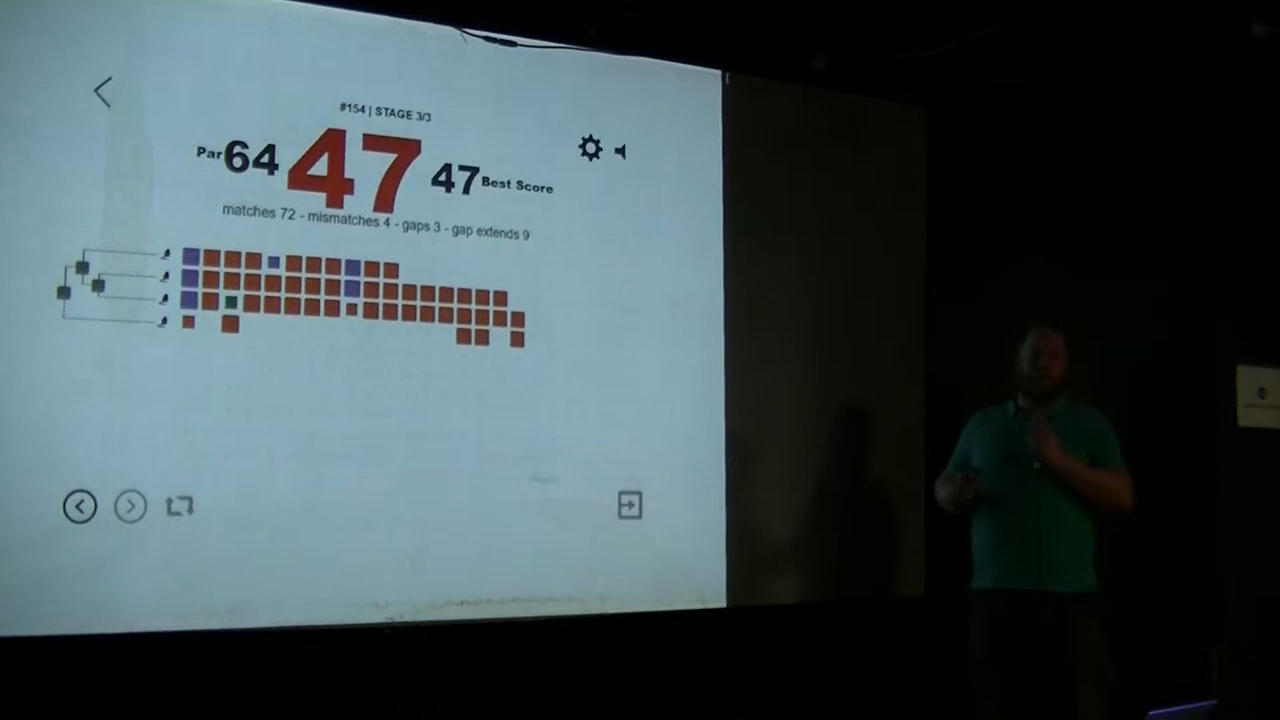 #154 | STAGE 3/3
Par 64 47 47 Best Score
matches 72 - mismatches 4 - gaps 3 - gap extends 9